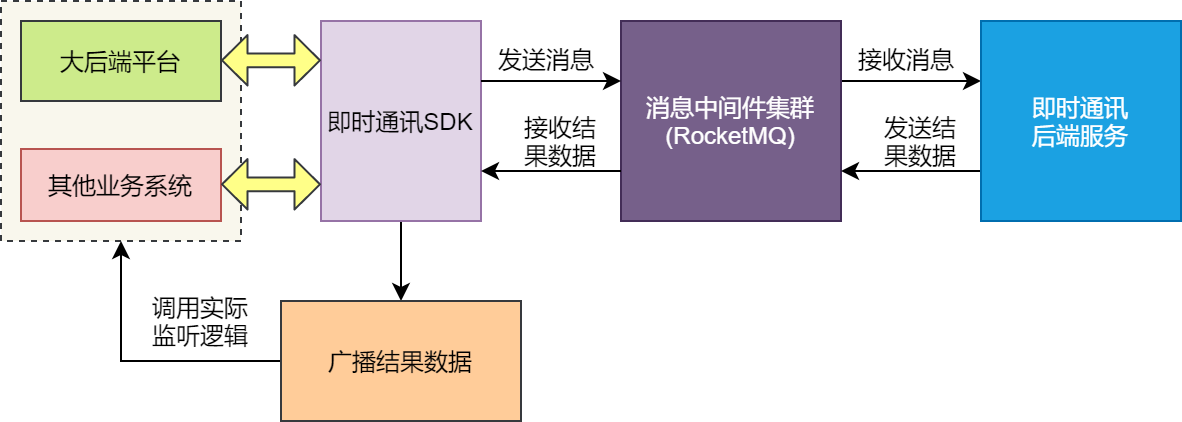 大后端平台
其他业务系统
即时通讯SDK
发送消息
接收结
果数据
消息中间件集群
(RocketMQ)
接收消息
发送结
果数据
即时通讯
后端服务
调用实际
监听逻辑
广播结果数据